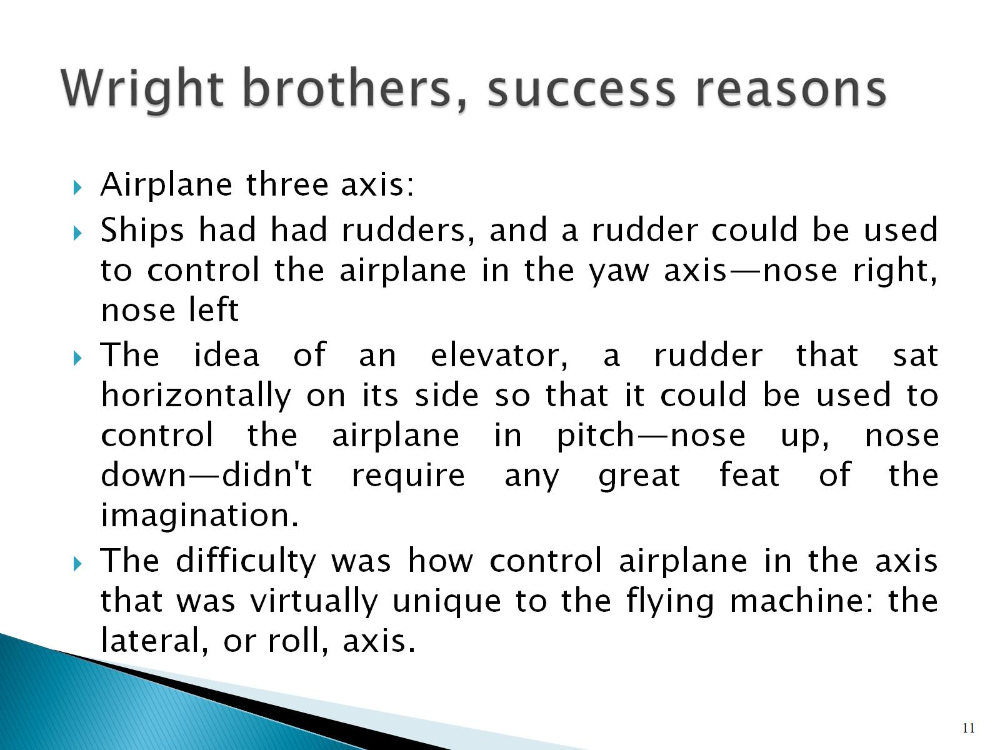 Wright brothers, success reasons
Airplane three axis:
Ships had had rudders, and a rudder could be used
to control the airplane in the yaw axis—nose right,
nose left
The idea of an elevator, a rudder that sat
horizontally on its side so that it could be used to
control the airplane in pitch—nose up, nose
down—didn't require any great feat of the
imagination.
The difficulty was how control airplane in the axis
that was virtually unique to the flying machine: the
lateral, or roll, axis.
11